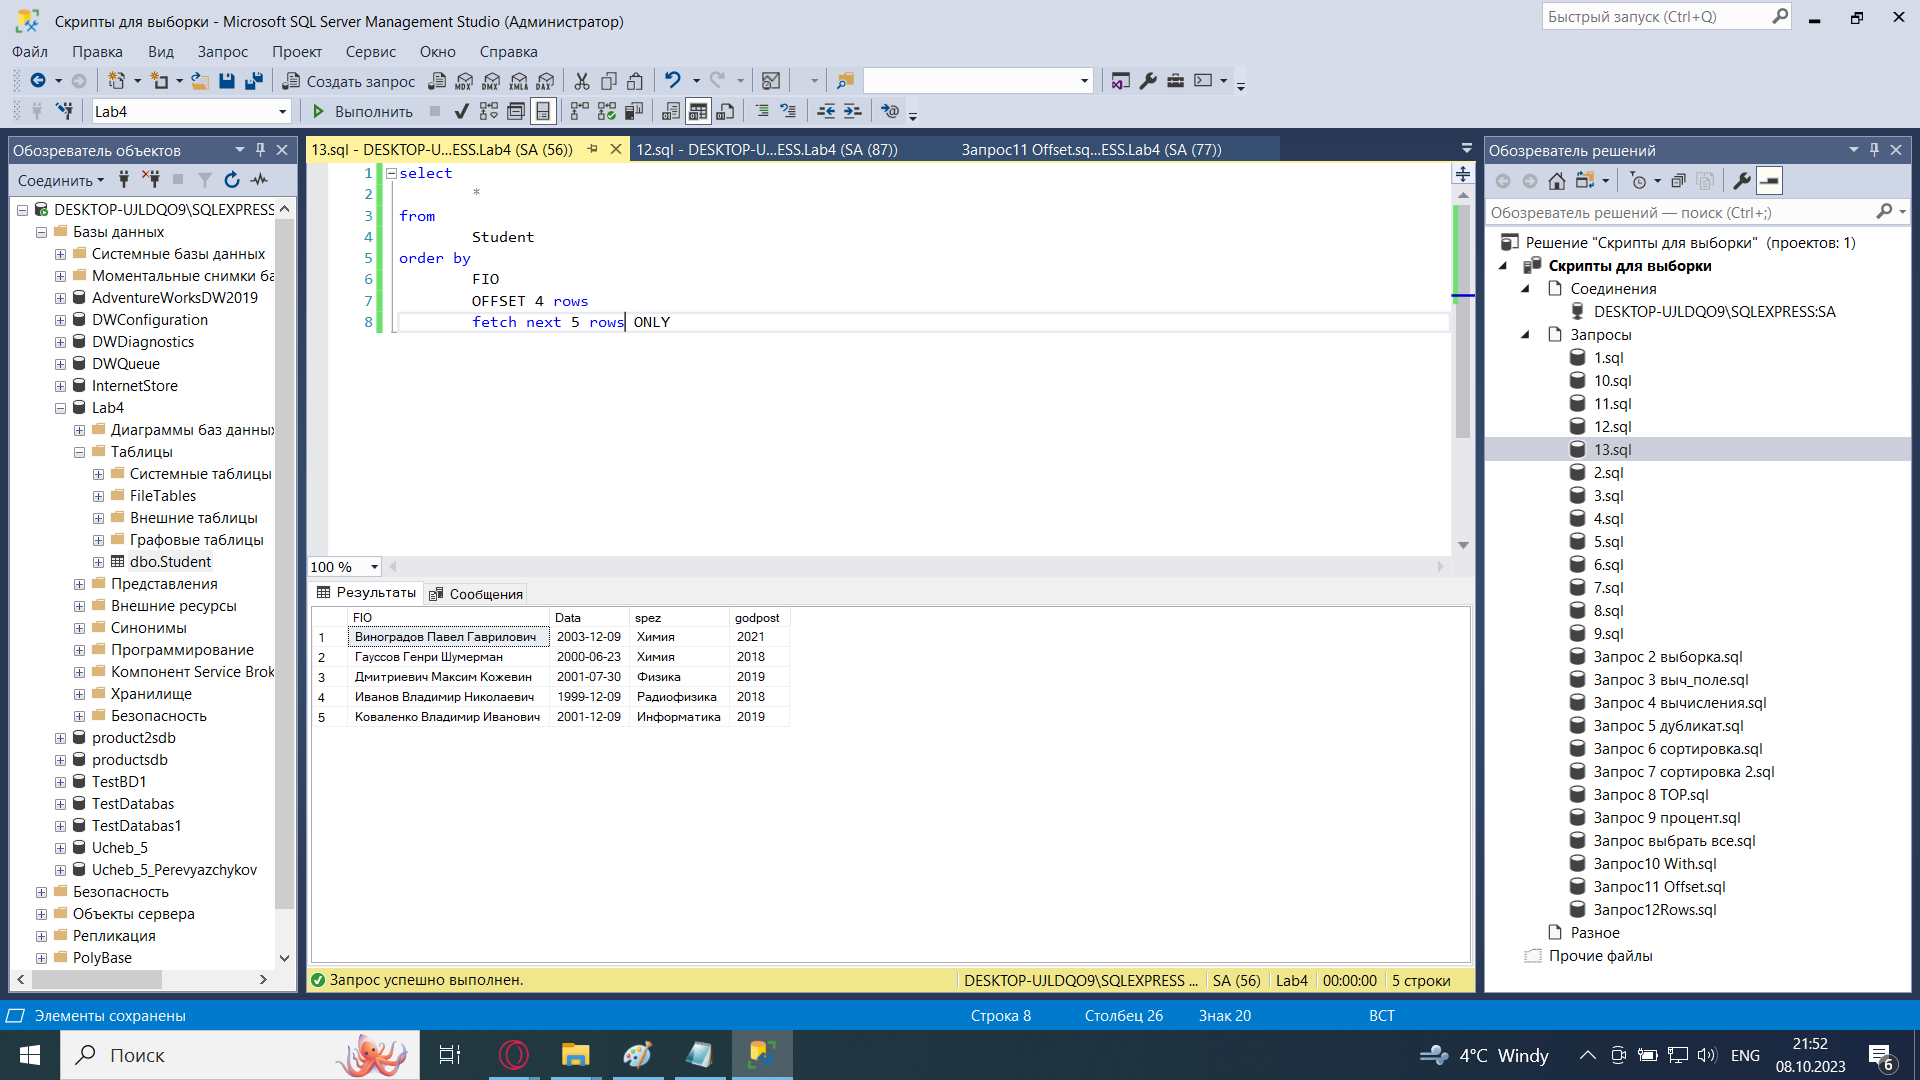 Скрипты для выборки - Microsoft SQL Server Management Studio (Администратор)
Быстрый запуск (Ctrl+Q)
Файл Правка Вид Запрос Проект Сервис Окно Справка
Создать запрос
MDX DMX XMLA DAX
Lab4 Выполнить
Обозреватель объектов
Соединить
DESKTOP-UJLDQO9\SQLEXPRESS
Базы данных
Системные базы данных
Моментальные снимки ба
AdventureWorksDW2019
DWConfiguration
DWDiagnostics
DWQueue
InternetStore
Lab4
Диаграммы баз данны
Таблицы
Системные таблицы
FileTables
Внешние таблицы
Графовые таблицы
dbo.Student
Представления
Внешние ресурсы
Синонимы
Программирование
Компонент Service Brok
Хранилище
Безопасность
product2sdb
productsdb
TestBD1
TestDatabas
TestDatabas1
Ucheb_5
Ucheb_5_Perevyazchykov
Безопасность
Объекты сервера
Репликация
PolyBase
13.sql - DESKTOP-U...ESS.Lab4 (SA (56)) 12.sql - DESKTOP-U...ESS.Lab4 (SA (87)) Запрос11 Offset.sq...ESS.Lab4 (SA (77))
1 select
2 *
3 from
4 Student
5 order by
6 FIO
7 OFFSET 4 rows
8 fetch next 5 rows ONLY
100 %
Результаты Сообщения
FIO Data spez godpost
1 Виноградов Павел Гаврилович 2003-12-09 Химия 2021
2 Гауссов Генри Шумерман 2000-06-23 Химия 2018
3 Дмитриевич Максим Кожевин 2001-07-30 Физика 2019
4 Иванов Владимир Николаевич 1999-12-09 Радиофизика 2018
5 Коваленко Владимир Иванович 2001-12-09 Информатика 2019
Запрос успешно выполнен. DESKTOP-UJLDQO9\SQLEXPRESS ... SA (56) Lab4 00:00:00 5 строки
Обозреватель решений
Обозреватель решений — поиск (Ctrl+;)
Решение "Скрипты для выборки" (проектов: 1)
Скрипты для выборки
Соединения
DESKTOP-UJLDQO9\SQLEXPRESS:SA
Запросы
1.sql
10.sql
11.sql
12.sql
13.sql
2.sql
3.sql
4.sql
5.sql
6.sql
7.sql
8.sql
9.sql
Запрос 2 выборка.sql
Запрос 3 выч_поле.sql
Запрос 4 вычисления.sql
Запрос 5 дубликат.sql
Запрос 6 сортировка.sql
Запрос 7 сортировка 2.sql
Запрос 8 TOP.sql
Запрос 9 процент.sql
Запрос выбрать все.sql
Запрос10 With.sql
Запрос11 Offset.sql
Запрос12Rows.sql
Разное
Прочие файлы
Элементы сохранены Строка 8 Столбец 26 Знак 20 ВСТ
Поиск
4°C Windy ENG
21:52
08.10.2023
6